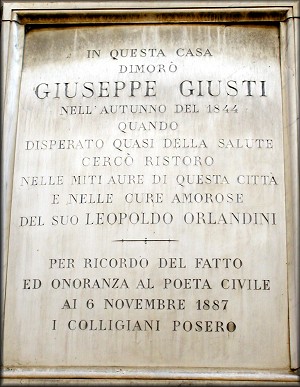 IN QUESTA CASA
DIMORÒ
GIUSEPPE GIUSTI
NELL'AUTUNNO DEL 1844
QUANDO
DISPERATO QUASI DELLA SALUTE
CERCÒ RISTORO
NELLE MITI AURE DI QUESTA CITTÀ
E NELLE CURE AMOROSE
DEL SUO LEOPOLDO ORLANDINI
PER RICORDO DEL FATTO
ED ONORANZA AL POETA CIVILE
AI 6 NOVEMBRE 1887
I COLLIGIANI POSERO